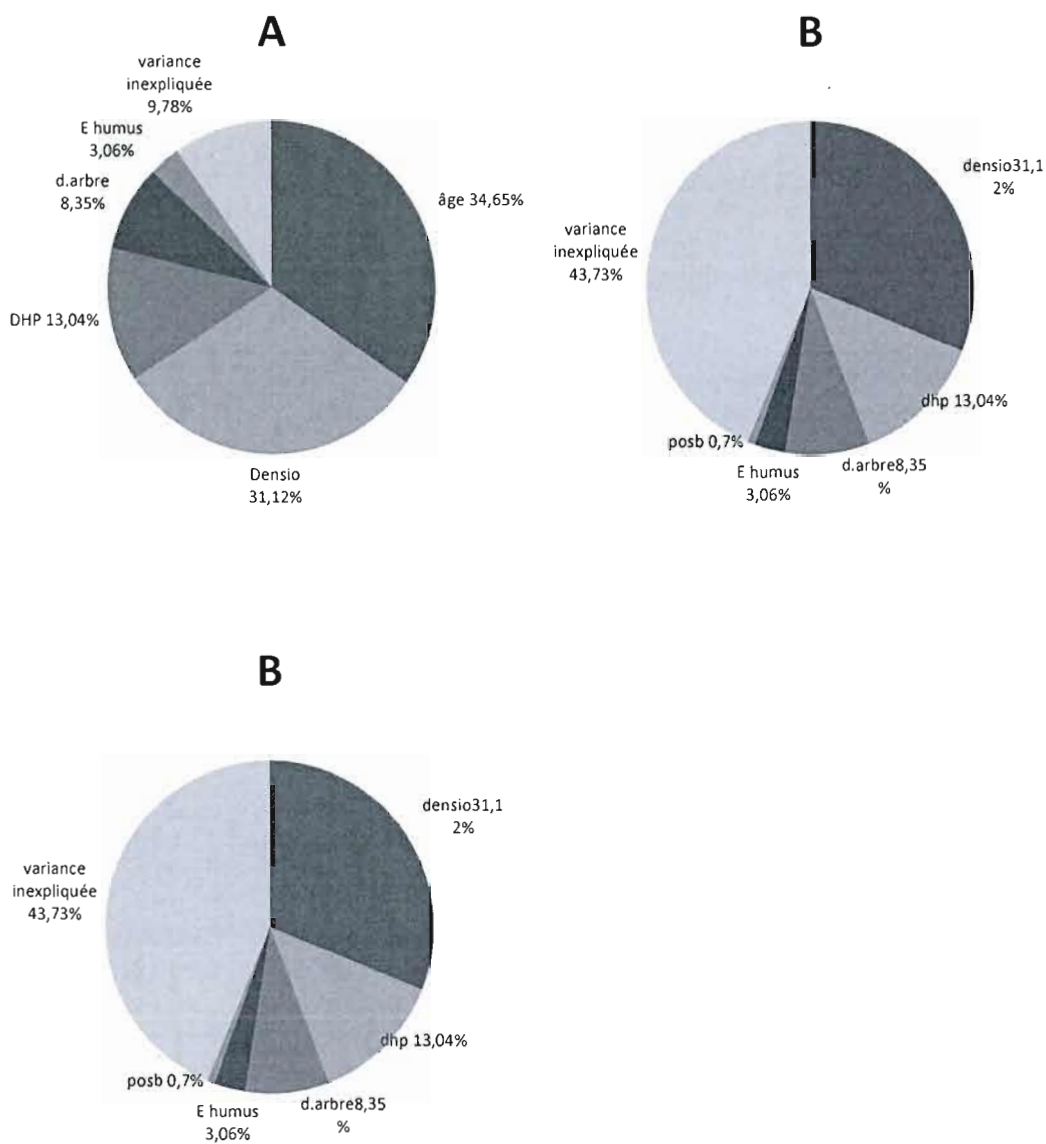 A
variance
inexpliquée
9,78%
E humus
3,06%
d.arbre
8,35%
âge 34,65%
DHP 13,04%
Densio
31,12%
B
densio31,1
2%
variance
inexpliquée
43,73%
dhp 13,04%
posb 0,7%
d.arbre8,35
%
E humus
3,06%
B
densio31,1
2%
variance
inexpliquée
43,73%
dhp 13,04%
posb 0,7%
d.arbre8,35
%
E humus
3,06%